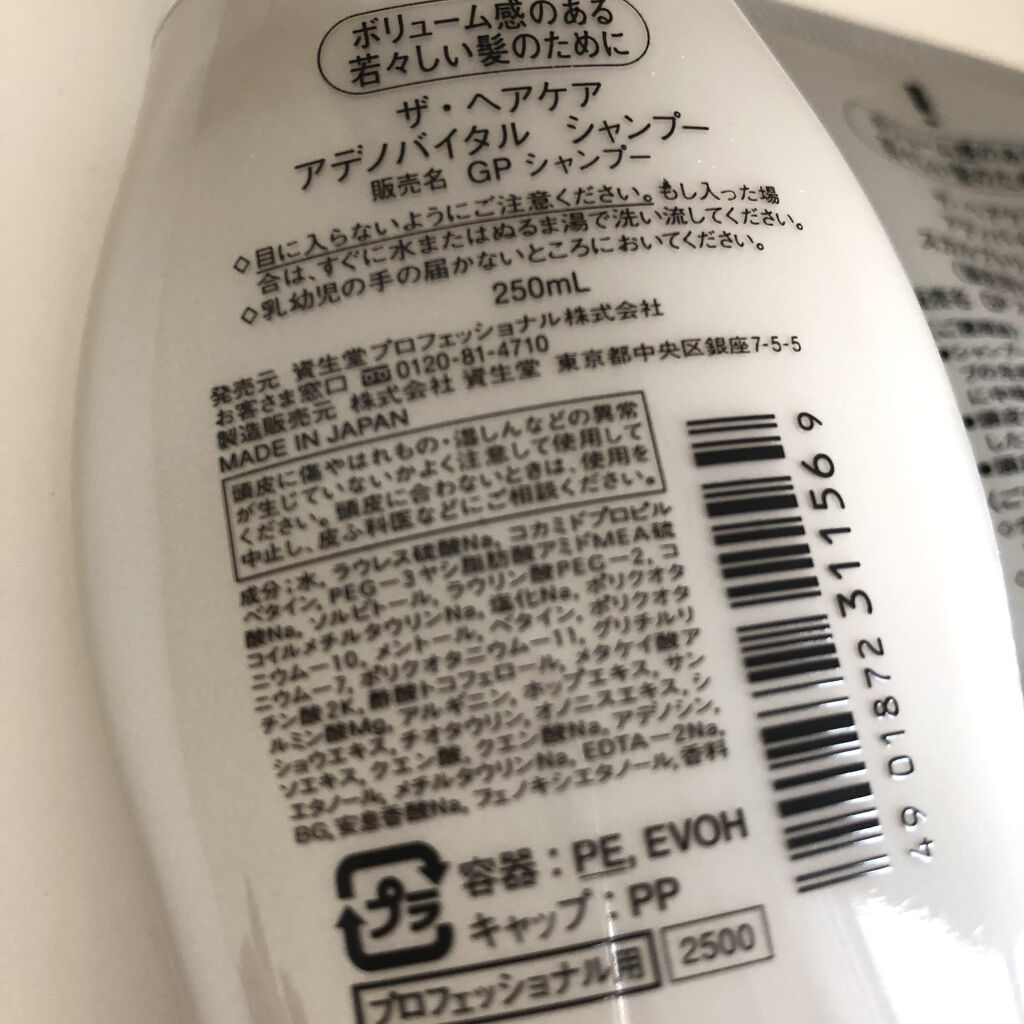 ボリューム感のある
若々しい髪のために
ザ・ヘアケア
アデノバイタル シャンプー
販売名 GP シャンプー
◇目に入らないようにご注意ください。もし入った場
合は、すぐに水またはぬるま湯で洗い流してください。
◇乳幼児の手の届かないところにおいてください。
250mL
発売元 資生堂プロフェッショナル株式会社
お客さま窓口 0120-81-4710
製造販売元 株式会社 資生堂 東京都中央区銀座7-5-5
MADE IN JAPAN
頭皮に傷やはれもの・湿しんなどの異常
が生じていないかよく注意して使用して
ください。頭皮に合わないときは、使用を
中止し、皮ふ科医などにご相談ください。
成分:水, ラウレス硫酸Na, コカミドプロピル
ベタイン, PEG-3ヤシ脂肪酸アミドMEA硫
酸Na, ソルビトール, ラウリン酸PEG-2, コ
コイルメチルタウリンNa, 塩化Na, ポリクオタ
ニウム-10, メントール, ベタイン, ポリクオタ
ニウム-7, ポリクオタニウム-11, グリチルリ
チン酸2K, 酢酸トコフェロール, メタケイ酸ア
ルミン酸Mg, アルギニン, ホップエキス, サン
ショウエキス, チオタウリン, オノニスエキス, シ
ソエキス, クエン酸, クエン酸Na, アデノシン,
エタノール, メチルタウリンNa, EDTA-2Na,
BG, 安息香酸Na, フェノキシエタノール, 香料
4901872311569
プラ
容器:PE, EVOH
キャップ:PP
プロフェッショナル用 2500